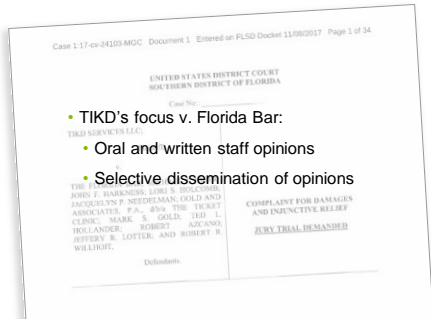 Case 1:17-cv-24103-MGC Document 1 Entered on FLSD Docket 11/08/2017 Page 1 of 34
UNITED STATES DISTRICT COURT
SOUTHERN DISTRICT OF FLORIDA
Case No.:
• TIKD's focus v. Florida Bar:
TIKD SERVICES LLC,
• Oral and written staff opinions
v.
• Selective dissemination of opinions
THE FLORIDA
JOHN F. HARKNESS; LORI S. HOLCOMB;
JACQUELYN P. NEEDELMAN; GOLD AND
ASSOCIATES, P.A., d/b/a THE TICKET
CLINIC; MARK S. GOLD; TED L.
HOLLANDER; ROBERT AZCANO;
JEFFERY R. LOTTER; AND ROBERT R.
WILLHOIT,
COMPLAINT FOR DAMAGES
AND INJUNCTIVE RELIEF
JURY TRIAL DEMANDED
Defendants.